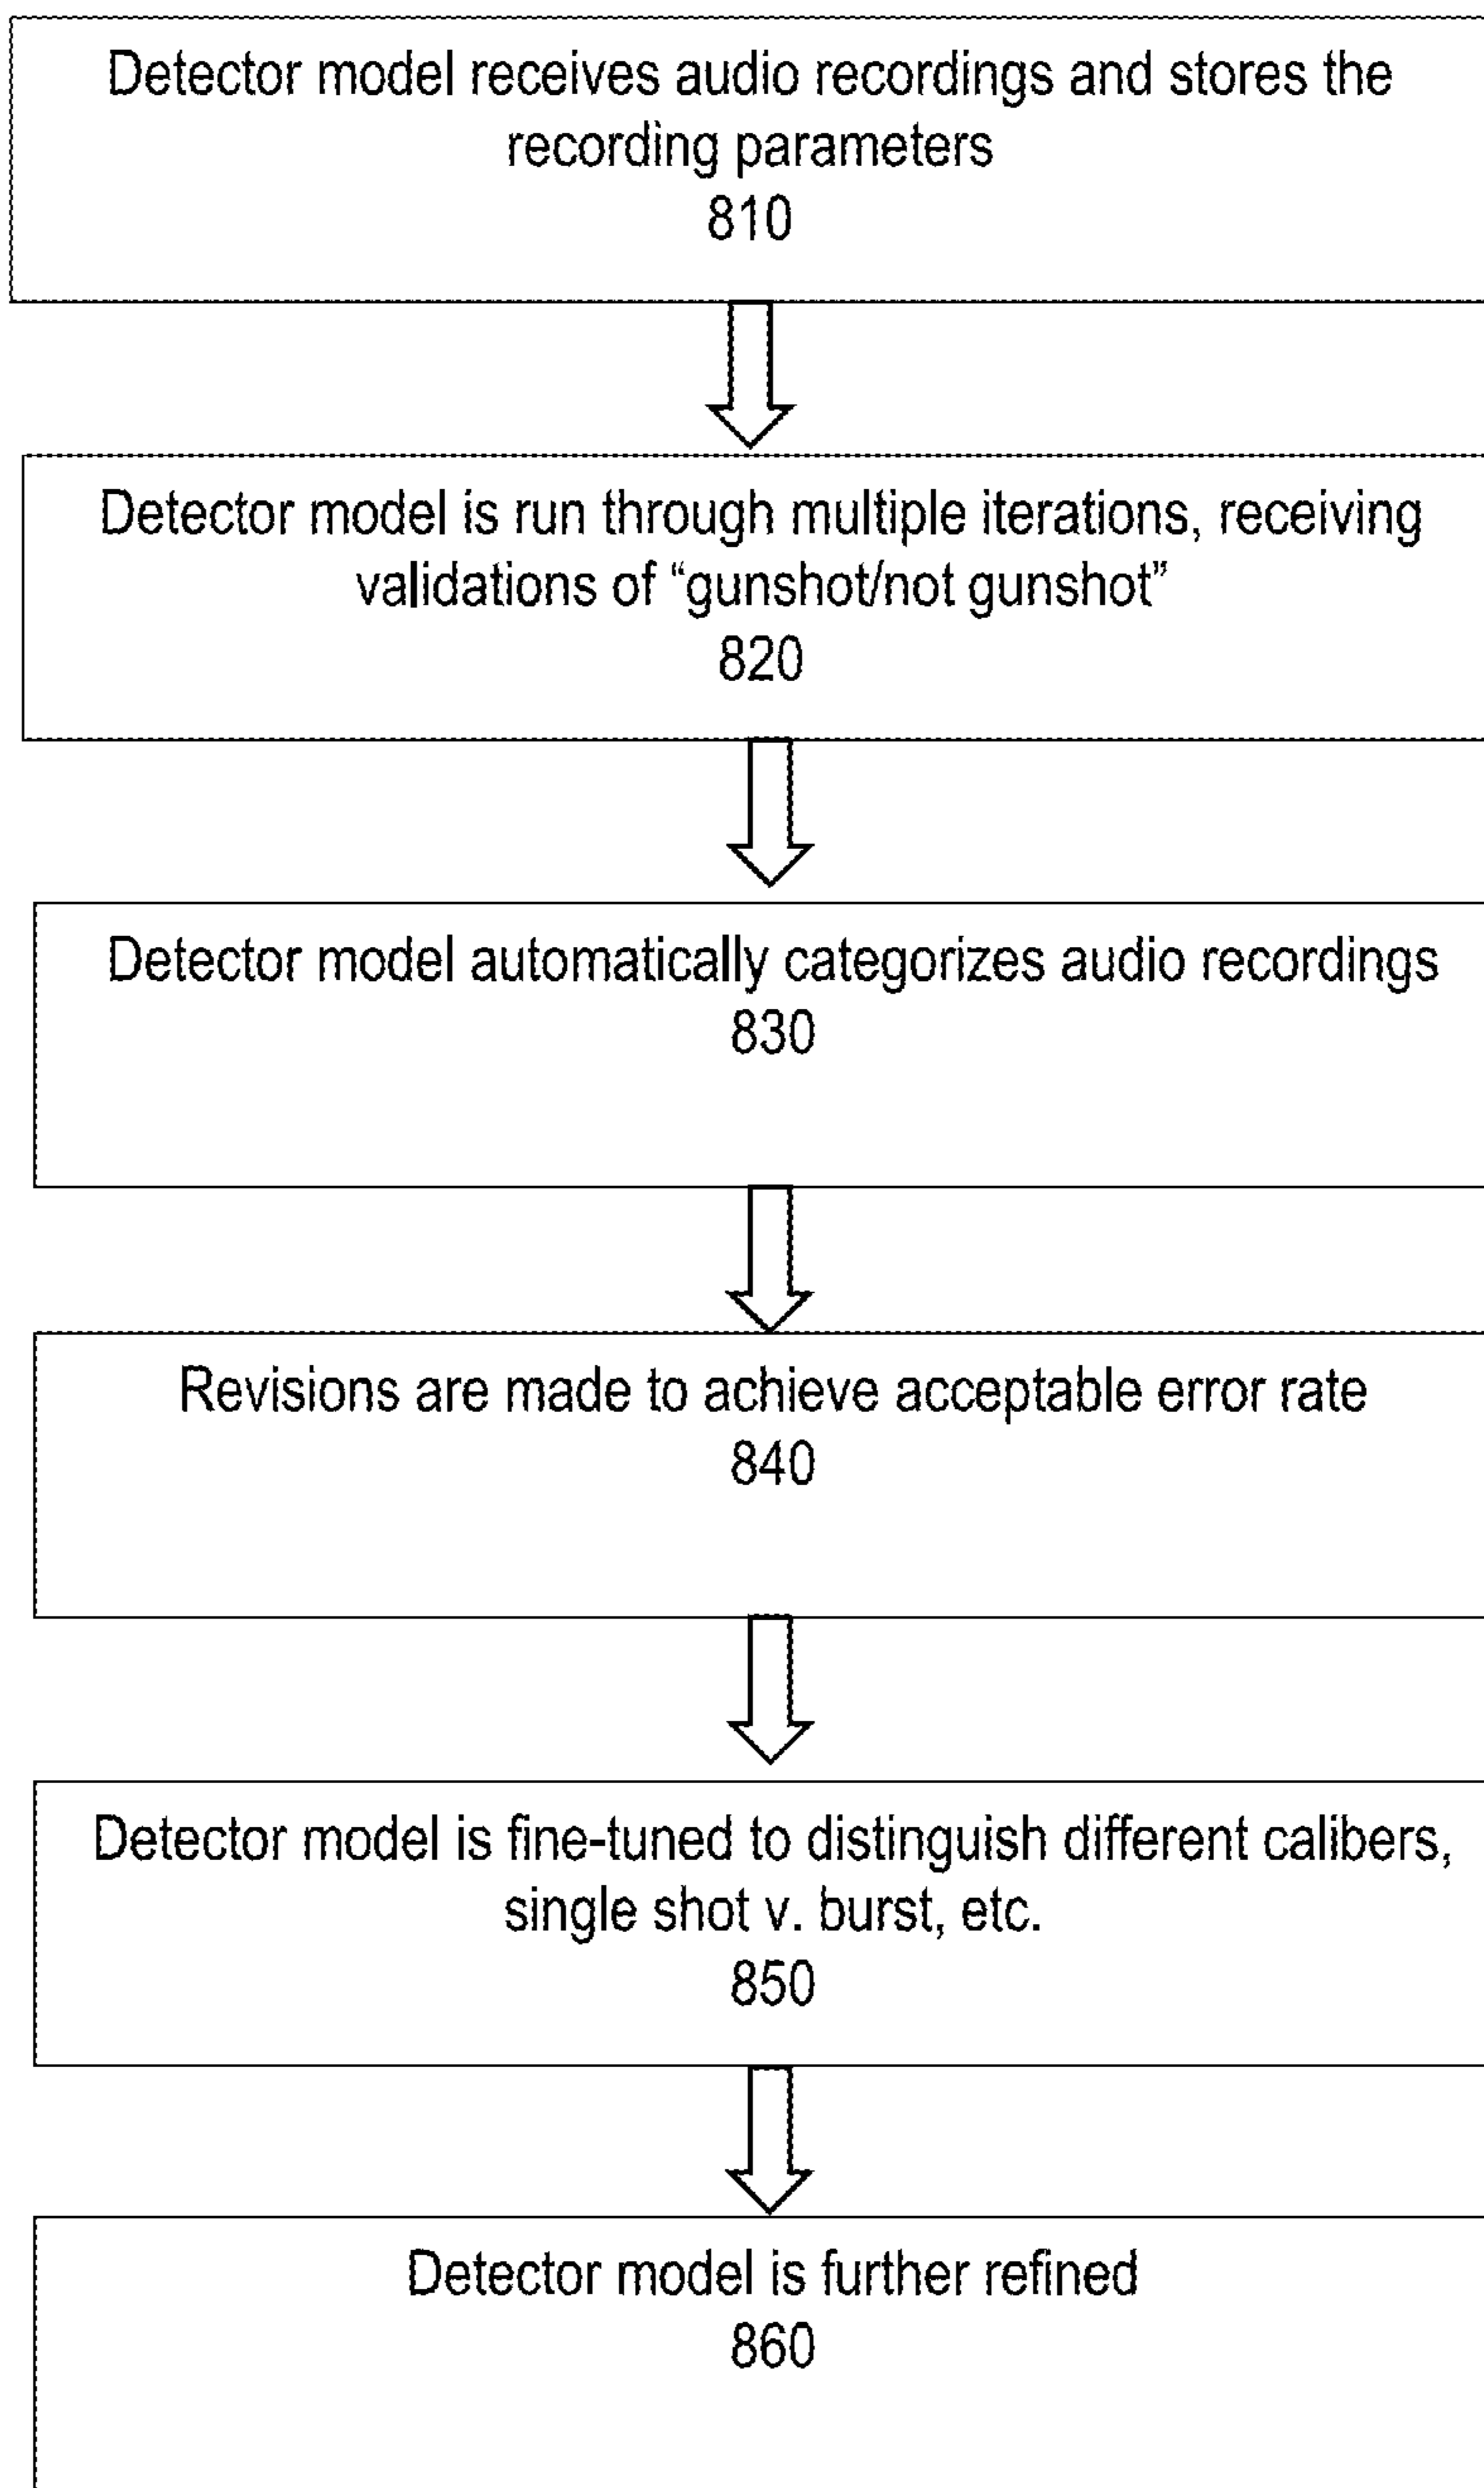 Detector model receives audio recordings and stores the
recording parameters
810
Detector model is run through multiple iterations, receiving
validations of “gunshot/not gunshot”
820
Detector model automatically categorizes audio recordings
830
Revisions are made to achieve acceptable error rate
840
Detector model is fine-tuned to distinguish different calibers,
single shot v. burst, etc.
850
Detector model is further refined
860